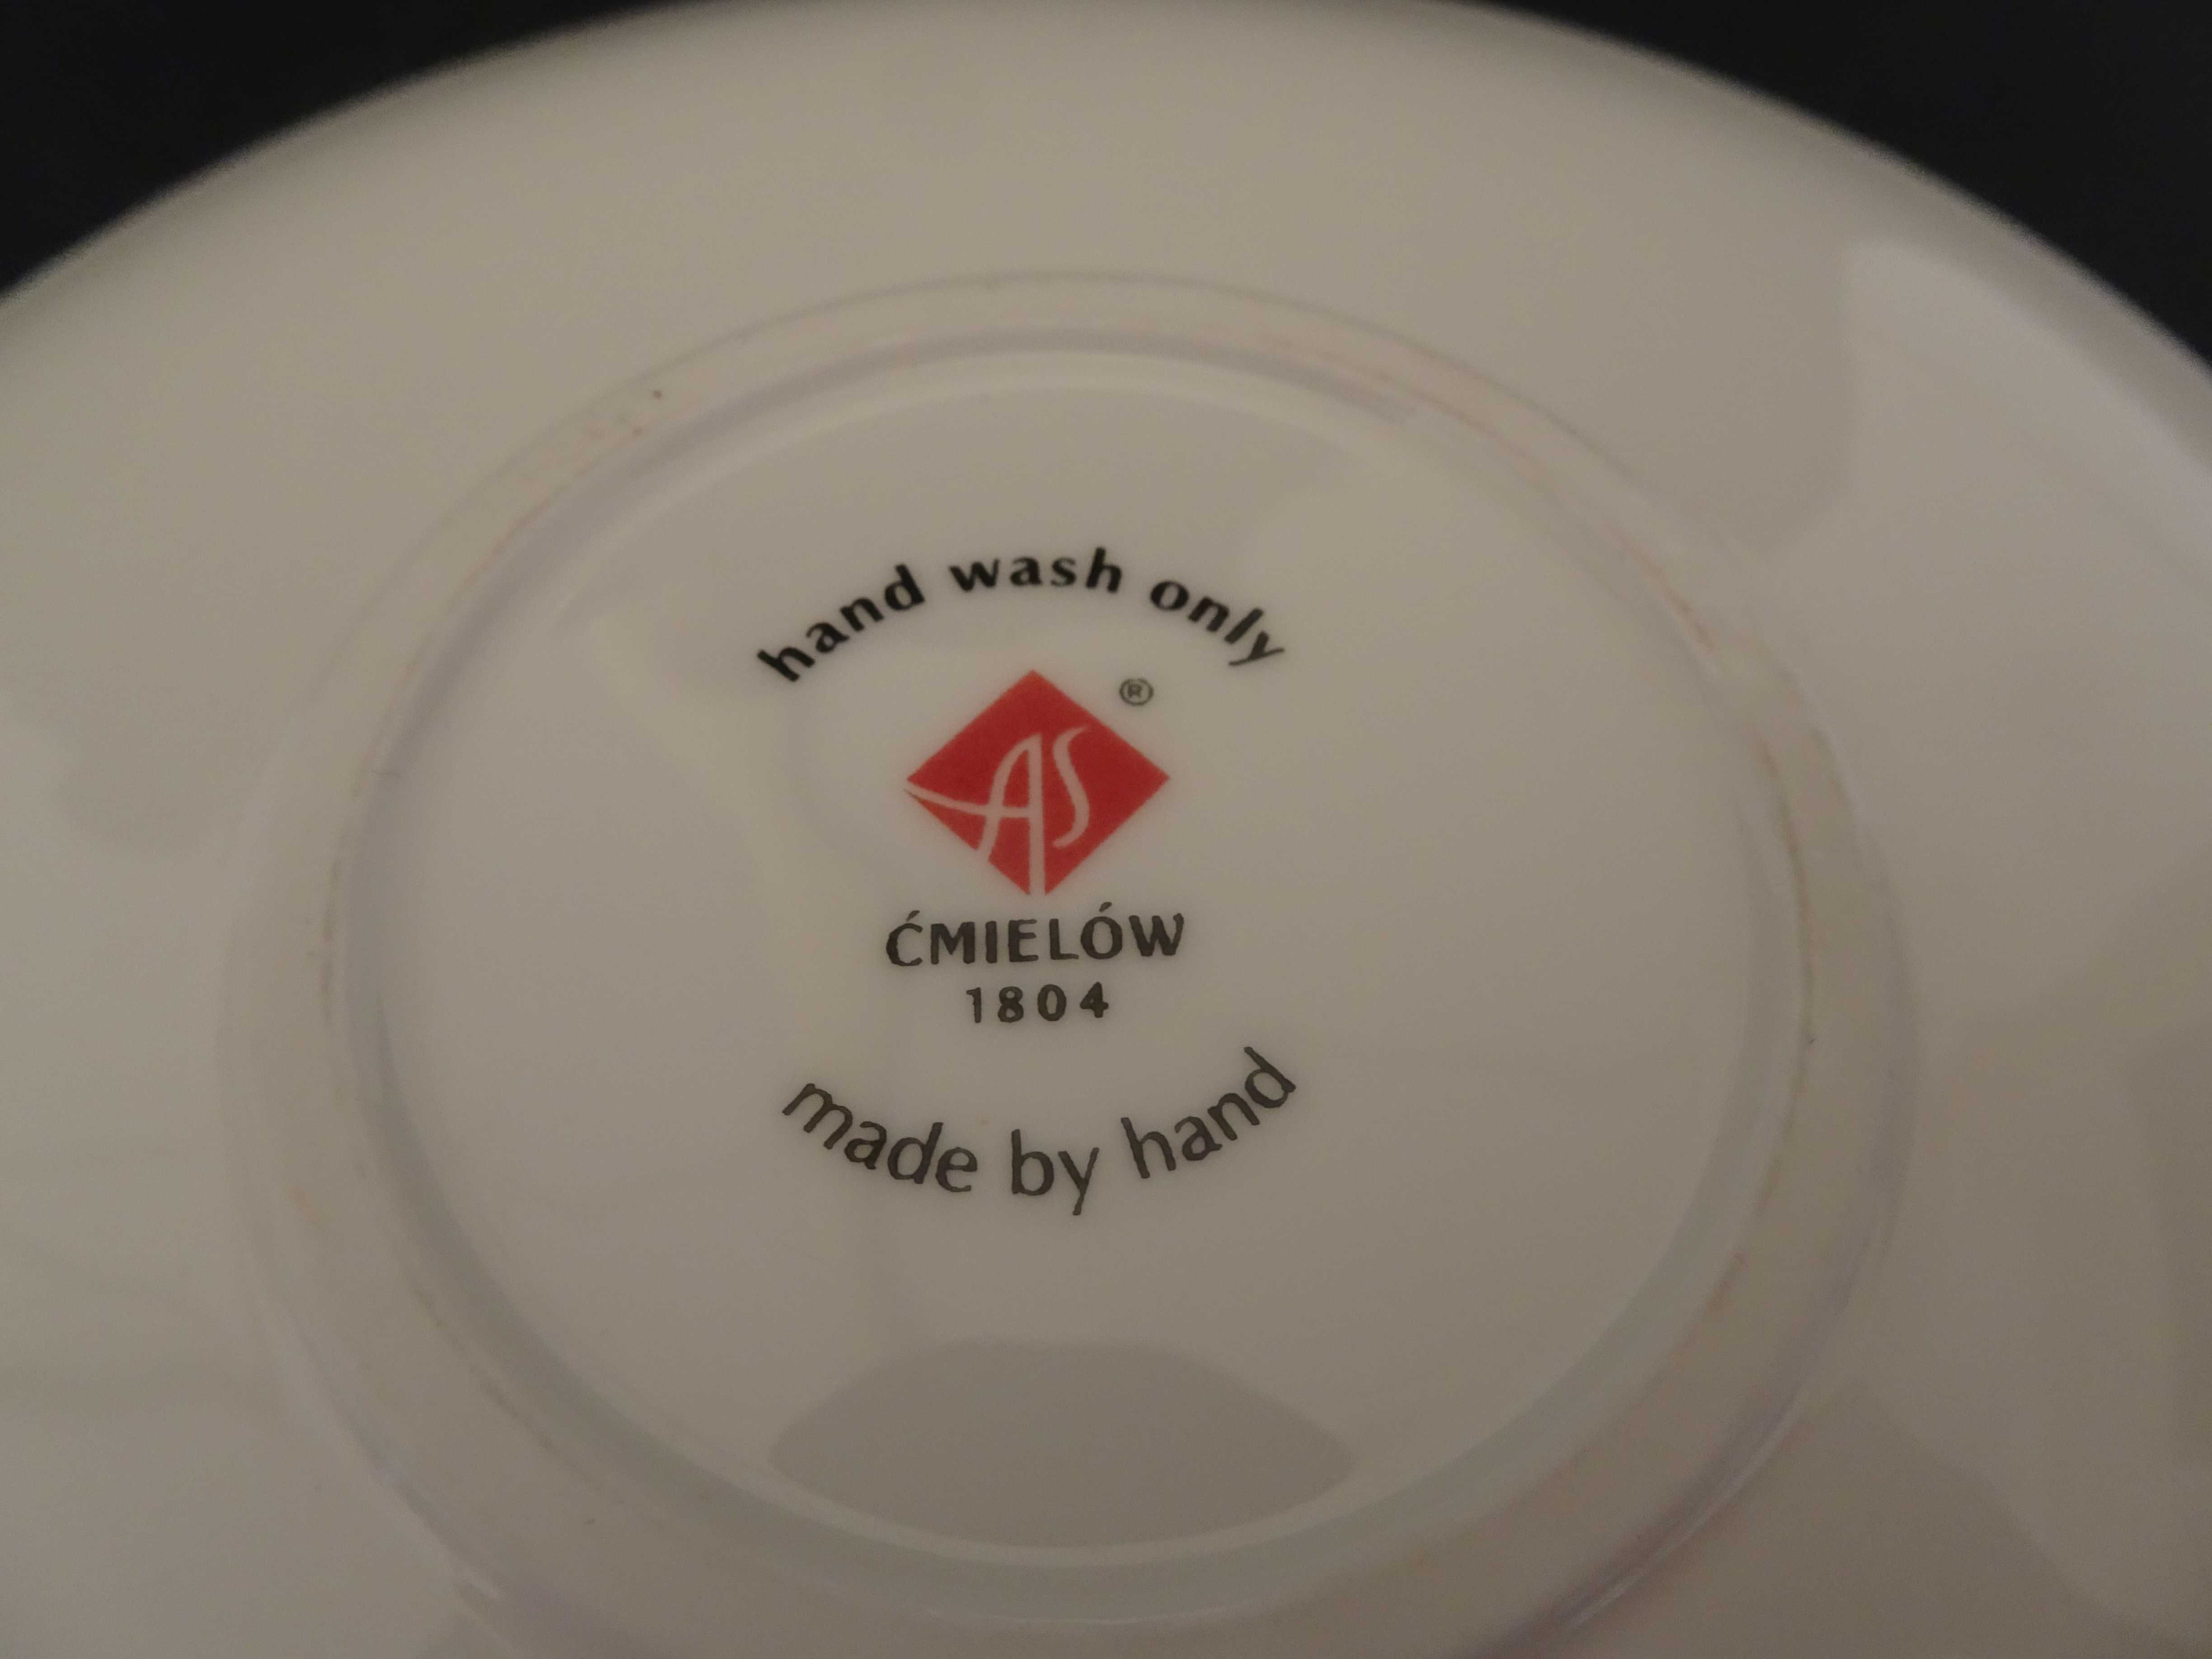 hand wash only
®
AS
ĆMIELÓW
1804
made by hand